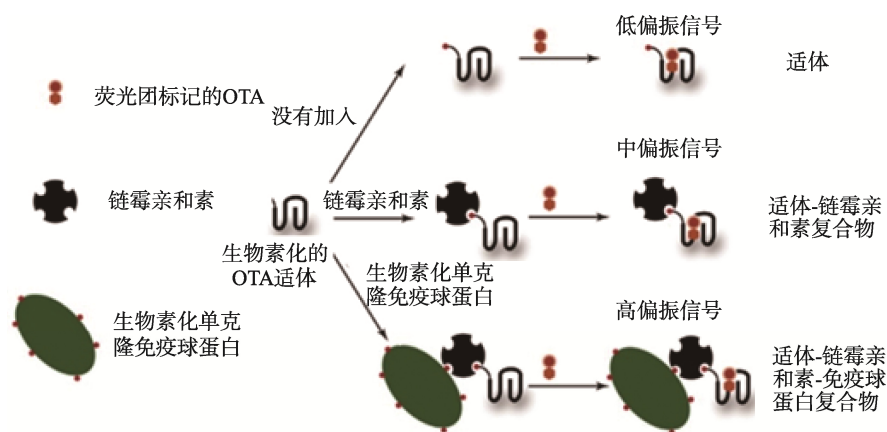 荧光团标记的OTA
链霉亲和素
生物素化单克
隆免疫球蛋白
没有加入
链霉亲和素
生物素化的
OTA适体
生物素化单克
隆免疫球蛋白
低偏振信号
适体
中偏振信号
适体-链霉亲
和素复合物
高偏振信号
适体-链霉亲
和素-免疫球
蛋白复合物